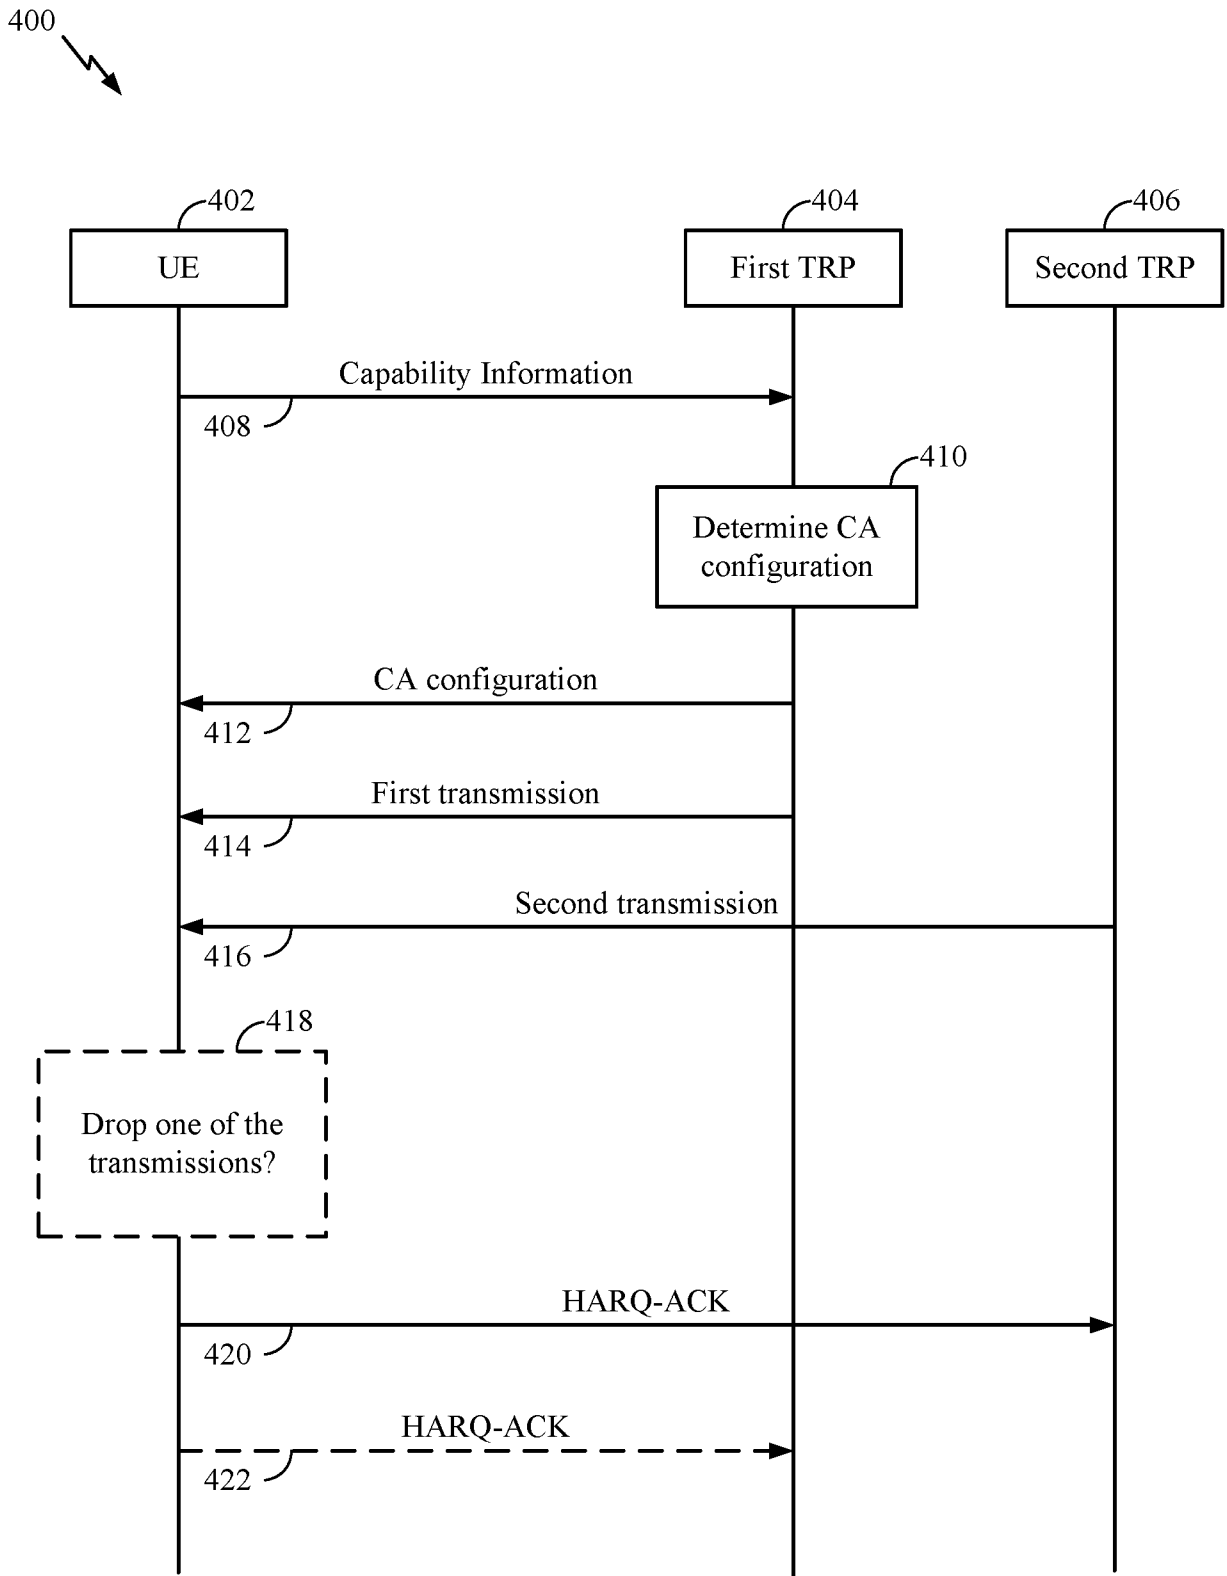 400
402
404
406
UE
First TRP
Second TRP
Capability Information
408
410
Determine CA
configuration
CA configuration
412
First transmission
414
Second transmission
416
418
Drop one of the
transmissions?
HARQ-ACK
420
HARQ-ACK
422